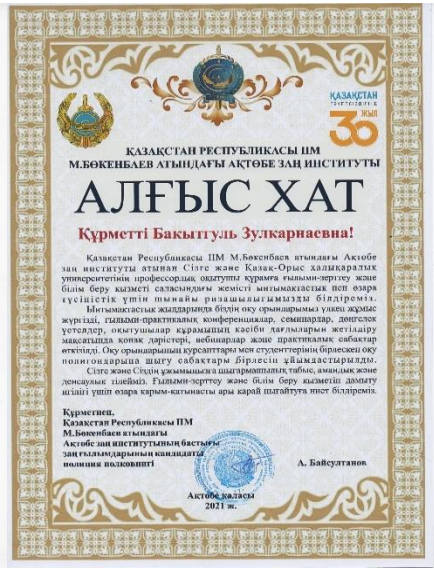 ҚАЗАҚСТАН
ТӘУЕЛСІЗДІГІНЕ
30 ЖЫЛ
ҚАЗАҚСТАН РЕСПУБЛИКАСЫ ІІМ
М.БӨКЕНБАЕВ АТЫНДАҒЫ АҚТӨБЕ ЗАҢ ИНСТИТУТЫ
АЛҒЫС ХАТ
Құрметті Бакытгуль Зулкарнаевна!
Қазақстан Республикасы ІІМ М.Бөкенбаев атындағы Ақтөбе
заң институты атынан Сізге және Қазақ-Орыс халықаралық
университетінің профессорлық оқытушы құрамға ғылыми-зерттеу және
білім беру қызметі саласындағы жемісті ынтымақтастық пен өзара
түсіністік үшін шынайы ризашылығымызды білдіреміз.
Ынтымақтастық жылдарында біздің оқу орындарымыз үлкен жұмыс
жүргізді, ғылыми-практикалық конференциялар, семинарлар, дөңгелек
үстелдер, оқытушылар құрамының кәсіби дағдыларын жетілдіру
мақсатында қонақ дәрістері, вебинарлар және практикалық сабақтар
өткізілді. Оқу орындарының курсанттары мен студенттерінің бірлескен оқу
полигондарына шығу сабақтары бірлесіп ұйымдастырылды.
Сізге және Сіздің ұжымыңызға шығармашылық табыс, амандық және
денсаулық тілейміз. Ғылыми-зерттеу және білім беру қызметін дамыту
игілігі үшін өзара қарым-қатынасты ары қарай нығайтуға ниет білдіреміз.
Құрметпен,
Қазақстан Республикасы ІІМ
М.Бөкенбаев атындағы
Ақтөбе заң институтының бастығы
заң ғылымдарының кандидаты
полиция полковнигі
А. Байсултанов
Ақтөбе қаласы
2021 ж.